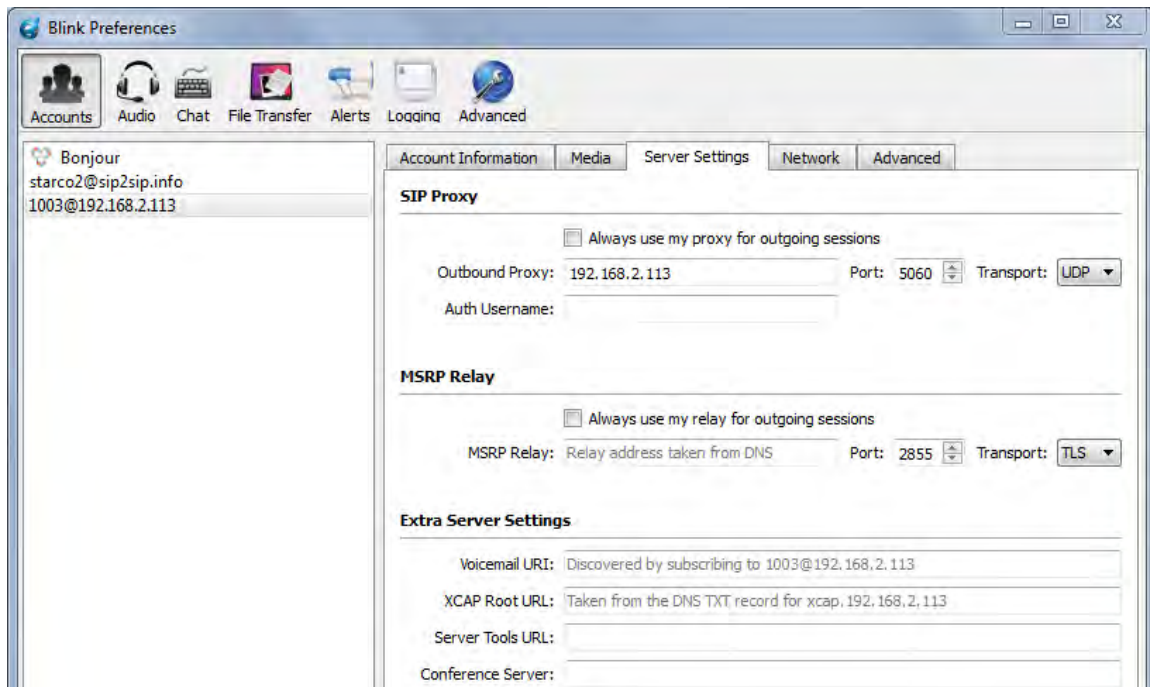 Blink Preferences
Accounts Audio Chat File Transfer Alerts Logging Advanced
Bonjour
starco2@sip2sip.info
1003@192.168.2.113
Account Information Media Server Settings Network Advanced
SIP Proxy
Always use my proxy for outgoing sessions
Outbound Proxy: 192.168.2.113 Port: 5060 Transport: UDP
Auth Username:
MSRP Relay
Always use my relay for outgoing sessions
MSRP Relay: Relay address taken from DNS Port: 2855 Transport: TLS
Extra Server Settings
Voicemail URI: Discovered by subscribing to 1003@192.168.2.113
XCAP Root URL: Taken from the DNS TXT record for xcap.192.168.2.113
Server Tools URL:
Conference Server: